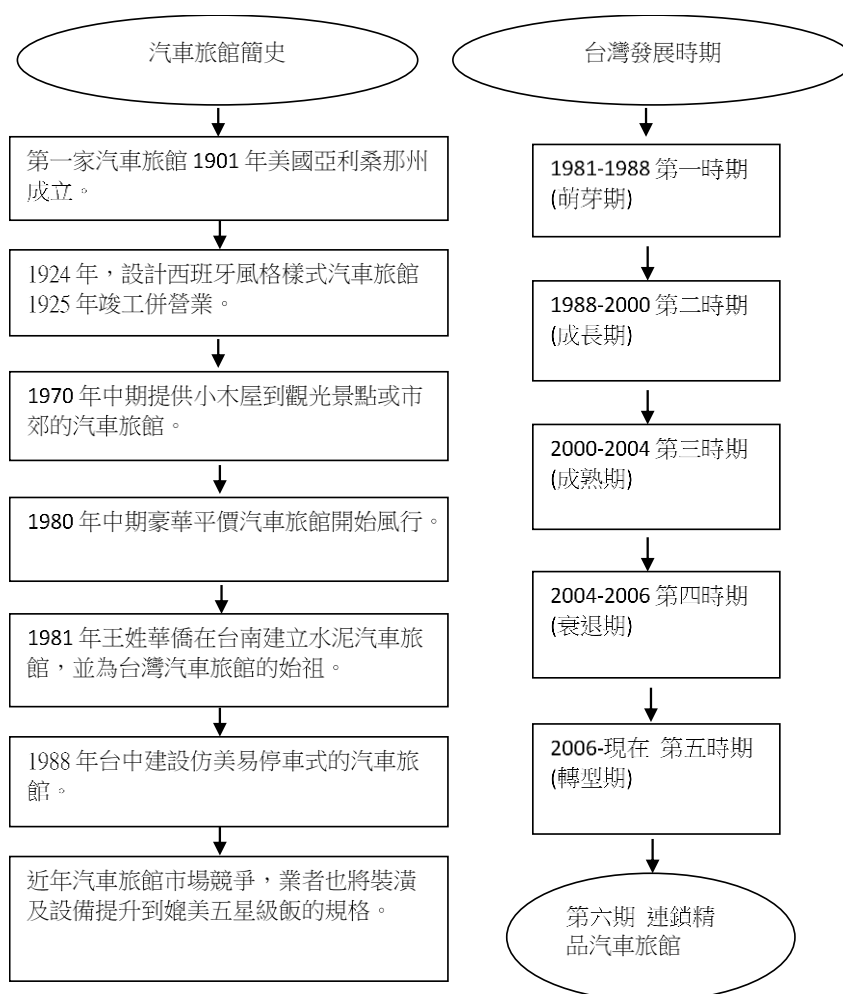 汽車旅館簡史
第一家汽車旅館 1901 年美國亞利桑那州
成立。
1924 年，設計西班牙風格樣式汽車旅館
1925 年竣工併營業。
1970 年中期提供小木屋到觀光景點或市
郊的汽車旅館。
1980 年中期豪華平價汽車旅館開始風行。
1981 年王姓華僑在台南建立水泥汽車旅
館，並為台灣汽車旅館的始祖。
1988 年台中建設仿美易停車式的汽車旅
館。
近年汽車旅館市場競爭，業者也將裝潢
及設備提升到媲美五星級飯的規格。
台灣發展時期
1981-1988 第一時期
(萌芽期)
1988-2000 第二時期
(成長期)
2000-2004 第三時期
(成熟期)
2004-2006 第四時期
(衰退期)
2006-現在 第五時期
(轉型期)
第六期 連鎖精
品汽車旅館